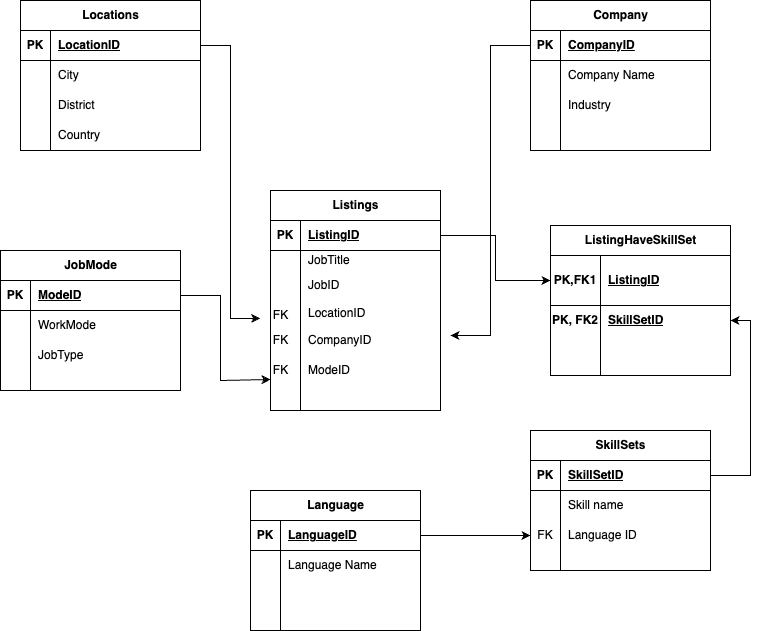 Locations
PK LocationID
City
District
Country
Company
PK CompanyID
Company Name
Industry
Listings
PK ListingID
JobTitle
JobID
FK LocationID
FK CompanyID
FK ModeID
ListingHaveSkillSet
PK,FK1 ListingID
PK, FK2 SkillSetID
JobMode
PK ModeID
WorkMode
JobType
SkillSets
PK SkillSetID
Skill name
FK Language ID
Language
PK LanguageID
Language Name